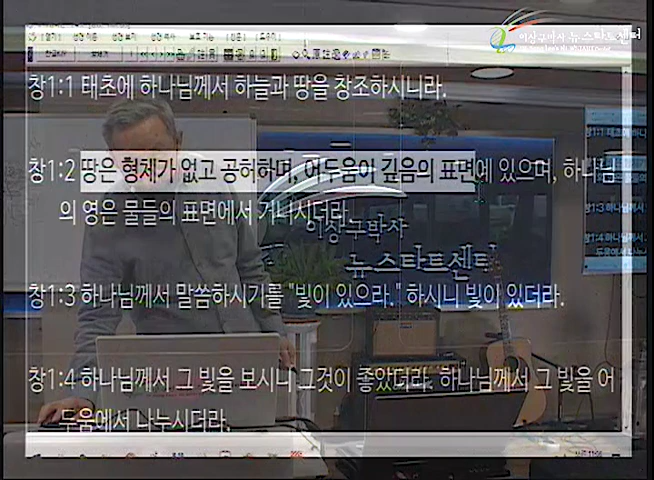 이상구박사 뉴스타트센터
창1:1 태초에 하나님께서 하늘과 땅을 창조하시니라.
창1:2 땅은 형체가 없고 공허하며, 어두움이 깊음의 표면에 있으며, 하나님
의 영은 물들의 표면에서 거니시더라.
이상구박사
뉴스타트센터
창1:3 하나님께서 말씀하시기를 "빛이 있으라." 하시니 빛이 있더라.
창1:4 하나님께서 그 빛을 보시니 그것이 좋았더라. 하나님께서 그 빛을 어
두움에서 나누시더라.